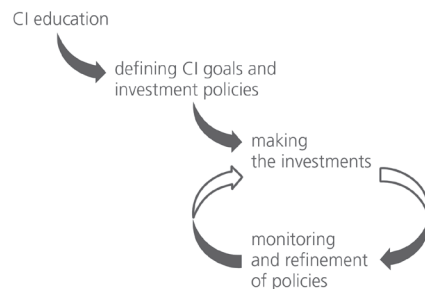 CI education
defining CI goals and
investment policies
making
the investments
monitoring
and refinement
of policies